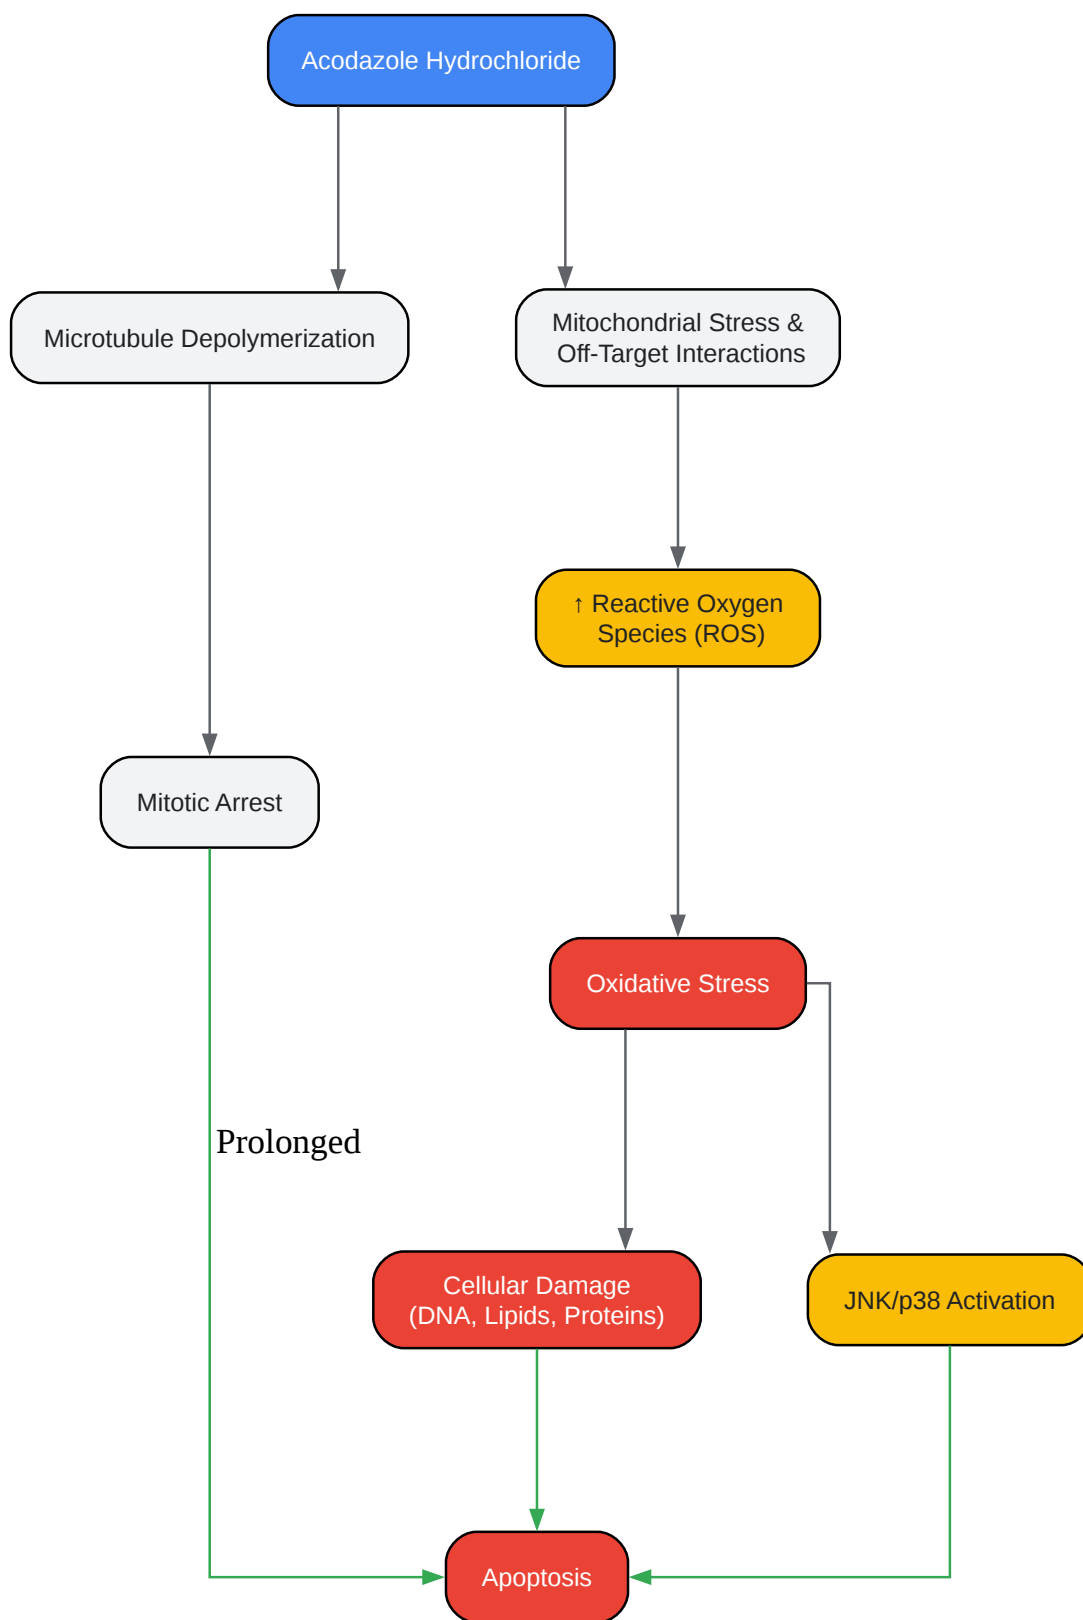 Acodazole Hydrochloride
Microtubule Depolymerization
Mitochondrial Stress &
Off-Target Interactions
↑ Reactive Oxygen
Species (ROS)
Mitotic Arrest
Oxidative Stress
Prolonged
Cellular Damage
(DNA, Lipids, Proteins)
JNK/p38 Activation
Apoptosis